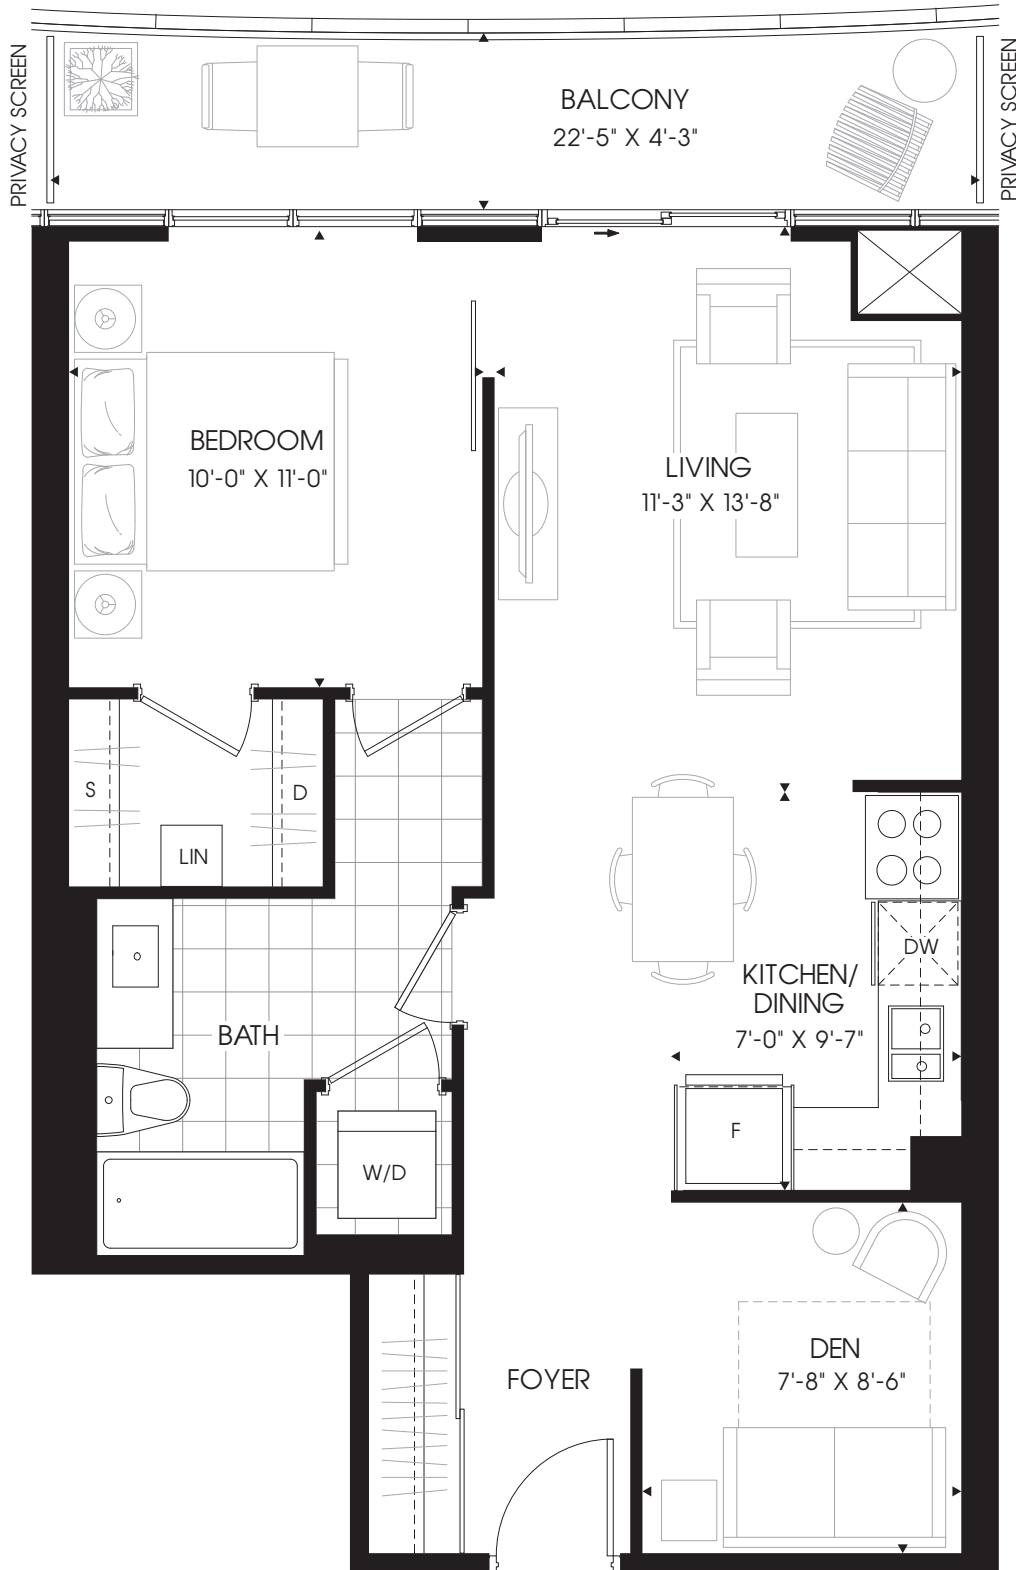 PRIVACY SCREEN
BALCONY
22'-5" X 4'-3"
PRIVACY SCREEN
BEDROOM
10'-0" X 11'-0"
LIVING
11'-3" X 13'-8"
S
D
LIN
DW
KITCHEN/
DINING
7'-0" X 9'-7"
BATH
F
W/D
DEN
7'-8" X 8'-6"
FOYER